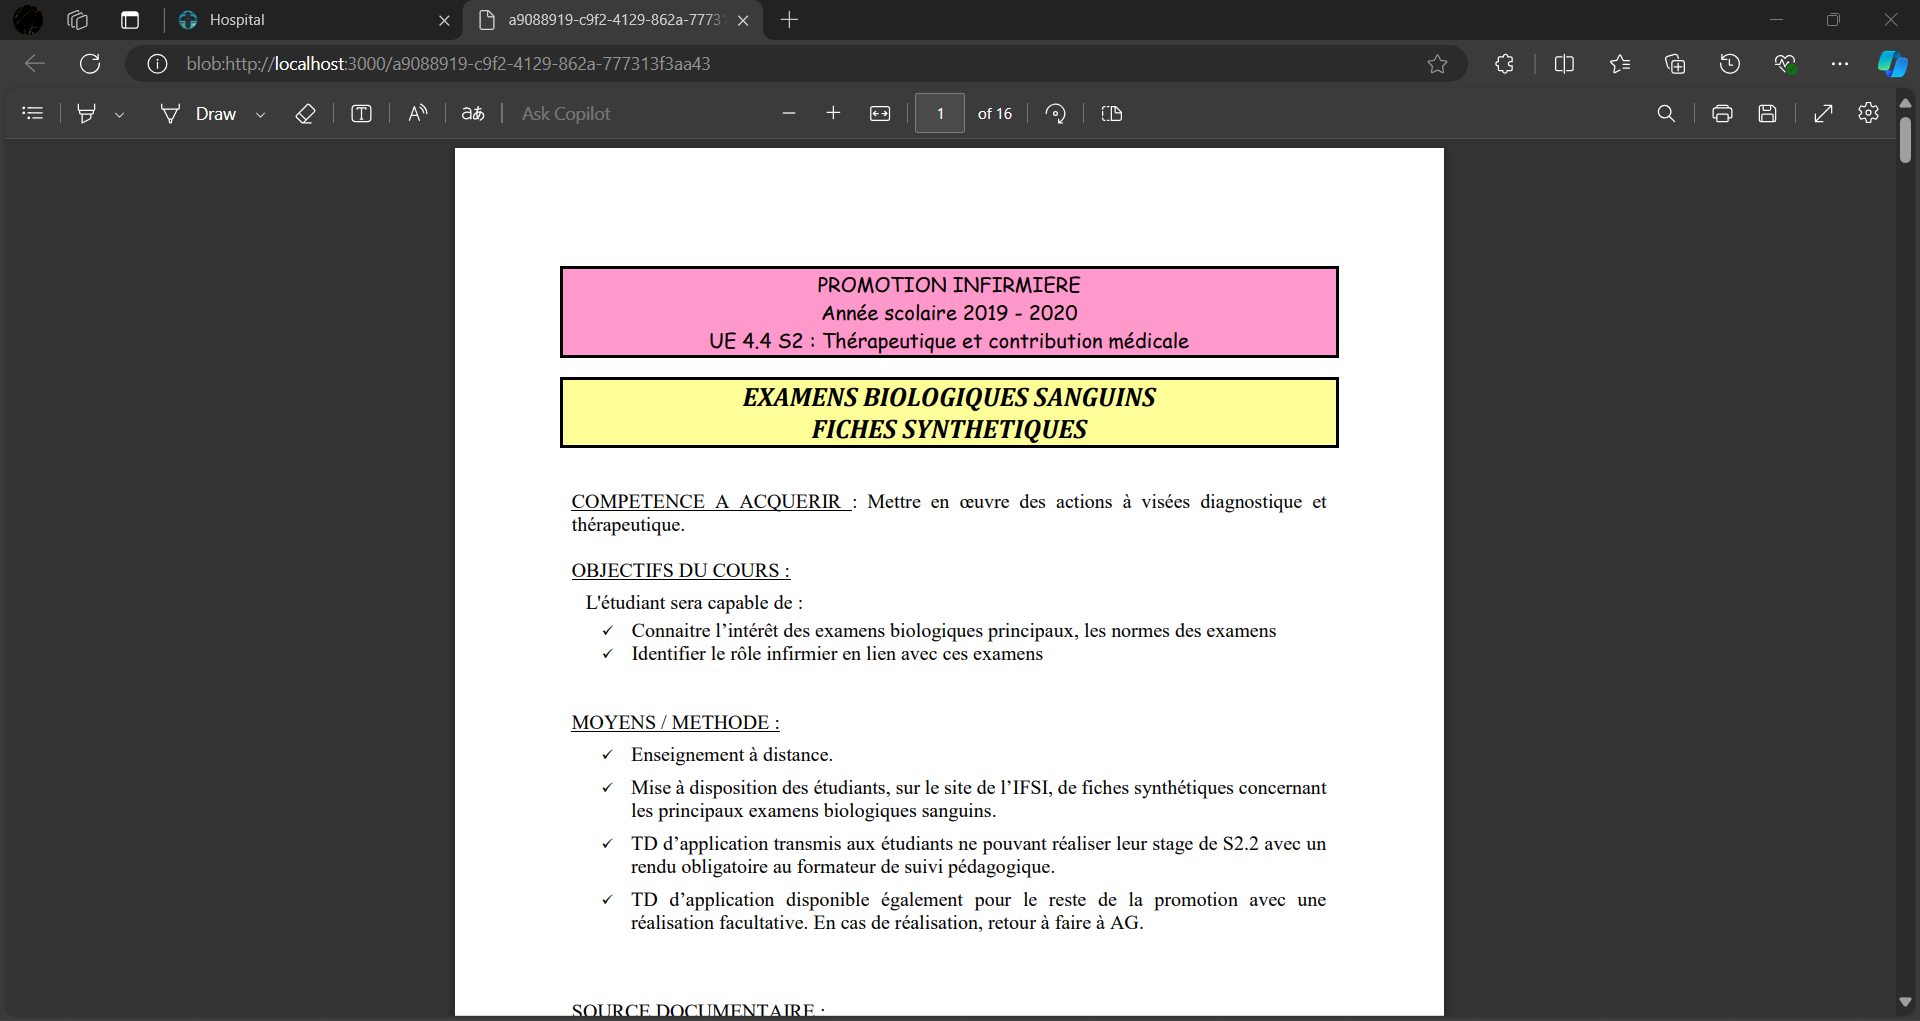 Hospital
a9088919-c9f2-4129-862a-7773
blob:http://localhost:3000/a9088919-c9f2-4129-862a-777313f3aa43
Draw
Ask Copilot
1 of 16
PROMOTION INFIRMIERE
Année scolaire 2019 - 2020
UE 4.4 S2 : Thérapeutique et contribution médicale
EXAMENS BIOLOGIQUES SANGUINS
FICHES SYNTHETIQUES
COMPETENCE A ACQUERIR : Mettre en œuvre des actions à visées diagnostique et
thérapeutique.
OBJECTIFS DU COURS :
L'étudiant sera capable de :
✓ Connaitre l’intérêt des examens biologiques principaux, les normes des examens
✓ Identifier le rôle infirmier en lien avec ces examens
MOYENS / METHODE :
✓ Enseignement à distance.
✓ Mise à disposition des étudiants, sur le site de l’IFSI, de fiches synthétiques concernant
les principaux examens biologiques sanguins.
✓ TD d’application transmis aux étudiants ne pouvant réaliser leur stage de S2.2 avec un
rendu obligatoire au formateur de suivi pédagogique.
✓ TD d’application disponible également pour le reste de la promotion avec une
réalisation facultative. En cas de réalisation, retour à faire à AG.
SOURCE DOCUMENTAIRE :